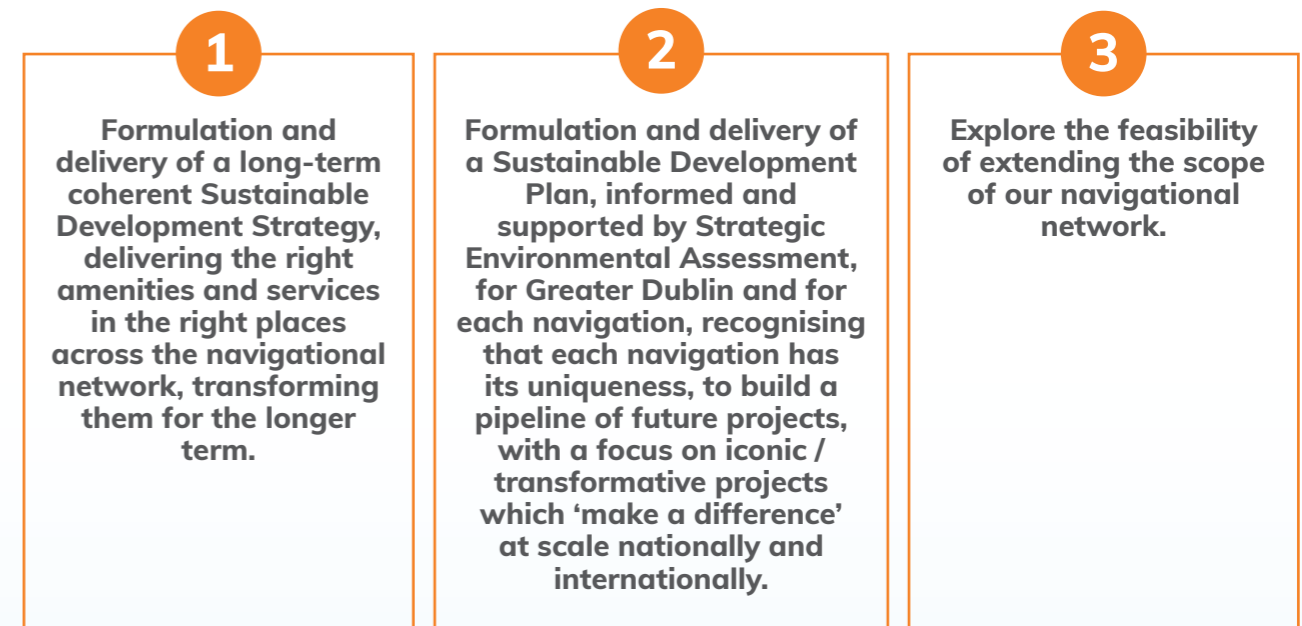 1
Formulation and
delivery of a long-term
coherent Sustainable
Development Strategy,
delivering the right
amenities and services
in the right places
across the navigational
network, transforming
them for the longer
term.
2
Formulation and delivery of
a Sustainable Development
Plan, informed and
supported by Strategic
Environmental Assessment,
for Greater Dublin and for
each navigation, recognising
that each navigation has
its uniqueness, to build a
pipeline of future projects,
with a focus on iconic /
transformative projects
which ‘make a difference’
at scale nationally and
internationally.
3
Explore the feasibility
of extending the scope
of our navigational
network.